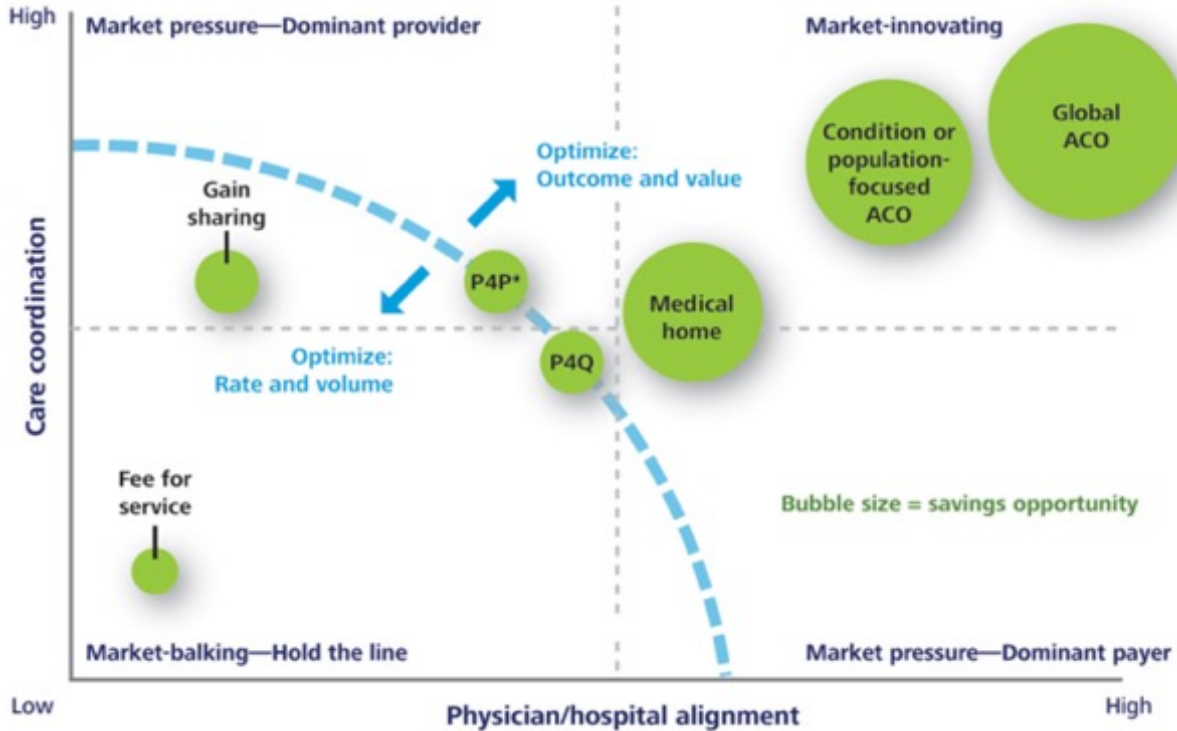 High
Market pressure—Dominant provider
Market-innovating
Global
ACO
Condition or
population-
focused
ACO
Optimize:
Outcome and value
Gain
sharing
P4P*
Medical
home
Care coordination
Optimize:
Rate and volume
P4Q
Fee for
service
Bubble size = savings opportunity
Market-balking—Hold the line
Market pressure—Dominant payer
Low
Physician/hospital alignment
High